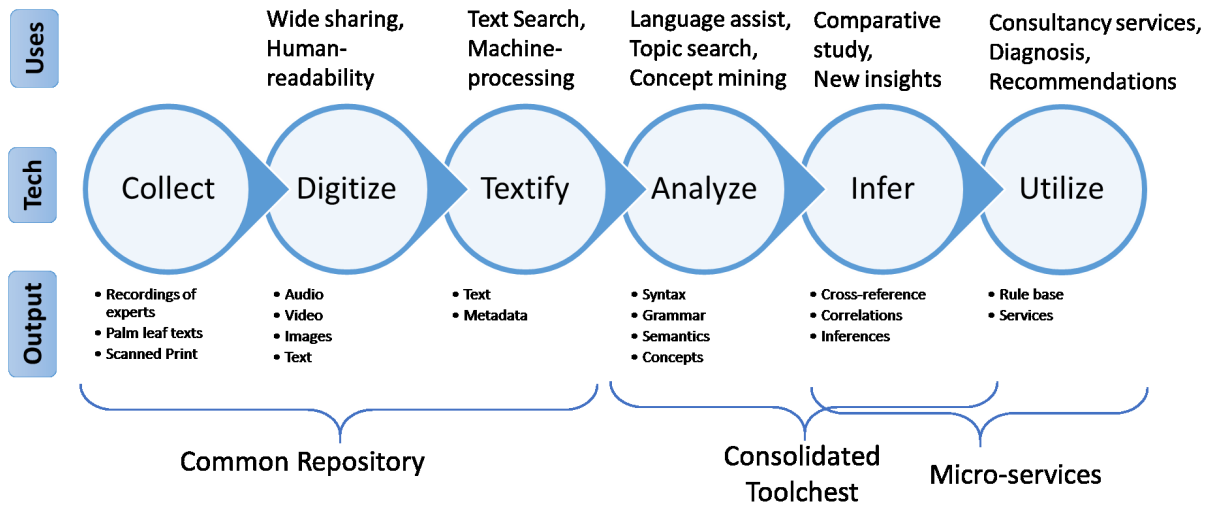 Uses
Wide sharing,
Human-
readability
Text Search,
Machine-
processing
Language assist,
Topic search,
Concept mining
Comparative
study,
New insights
Consultancy services,
Diagnosis,
Recommendations
Tech
Collect
Digitize
Textify
Analyze
Infer
Utilize
Output
• Recordings of
experts
• Palm leaf texts
• Scanned Print
• Audio
• Video
• Images
• Text
• Text
• Metadata
• Syntax
• Grammar
• Semantics
• Concepts
• Cross-reference
• Correlations
• Inferences
• Rule base
• Services
Common Repository
Consolidated
Toolchest
Micro-services